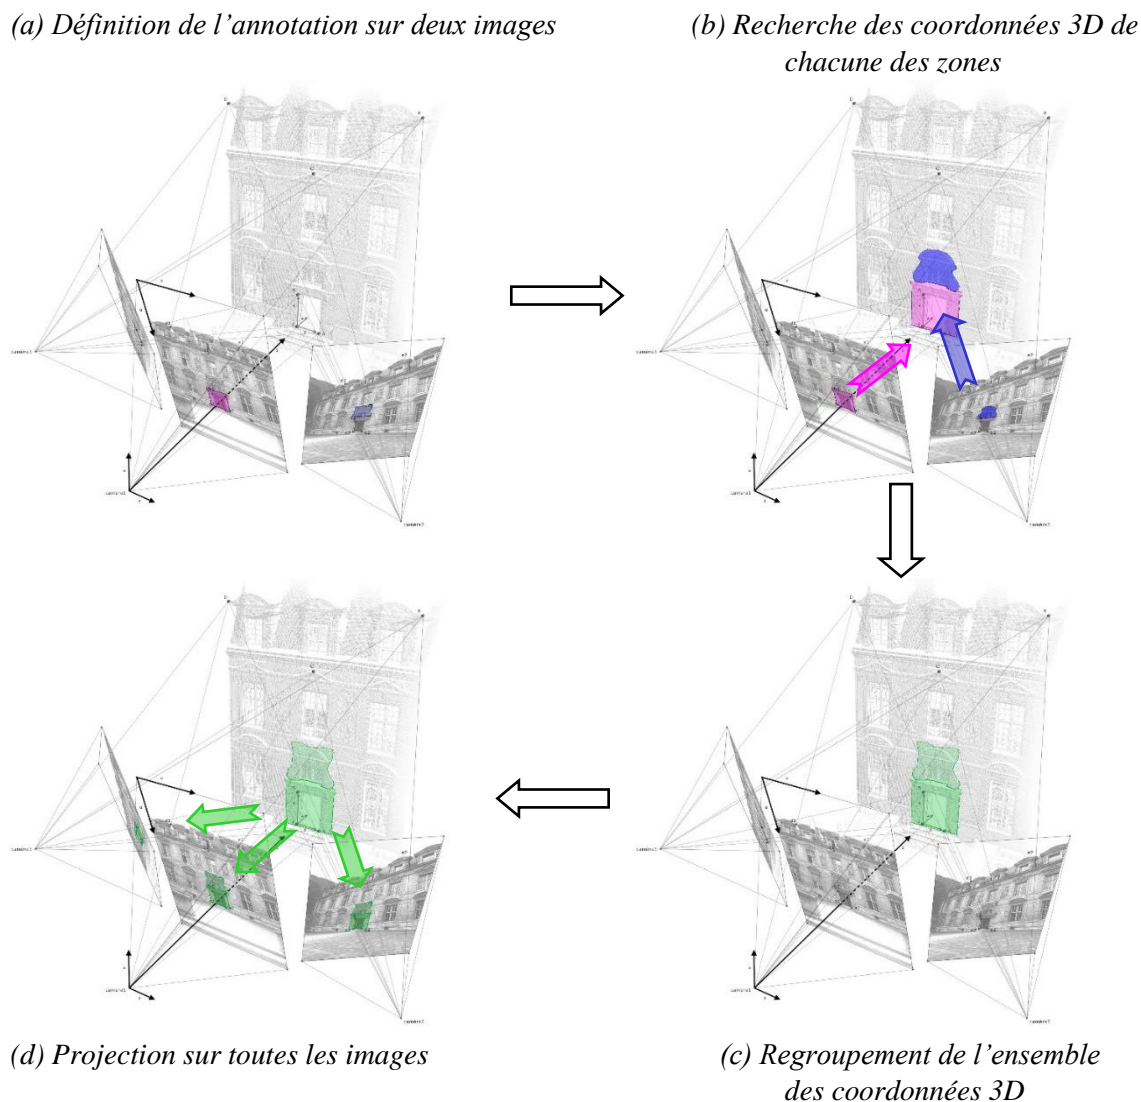 (a) Définition de l’annotation sur deux images
(b) Recherche des coordonnées 3D de
chacune des zones
(d) Projection sur toutes les images
(c) Regroupement de l’ensemble
des coordonnées 3D